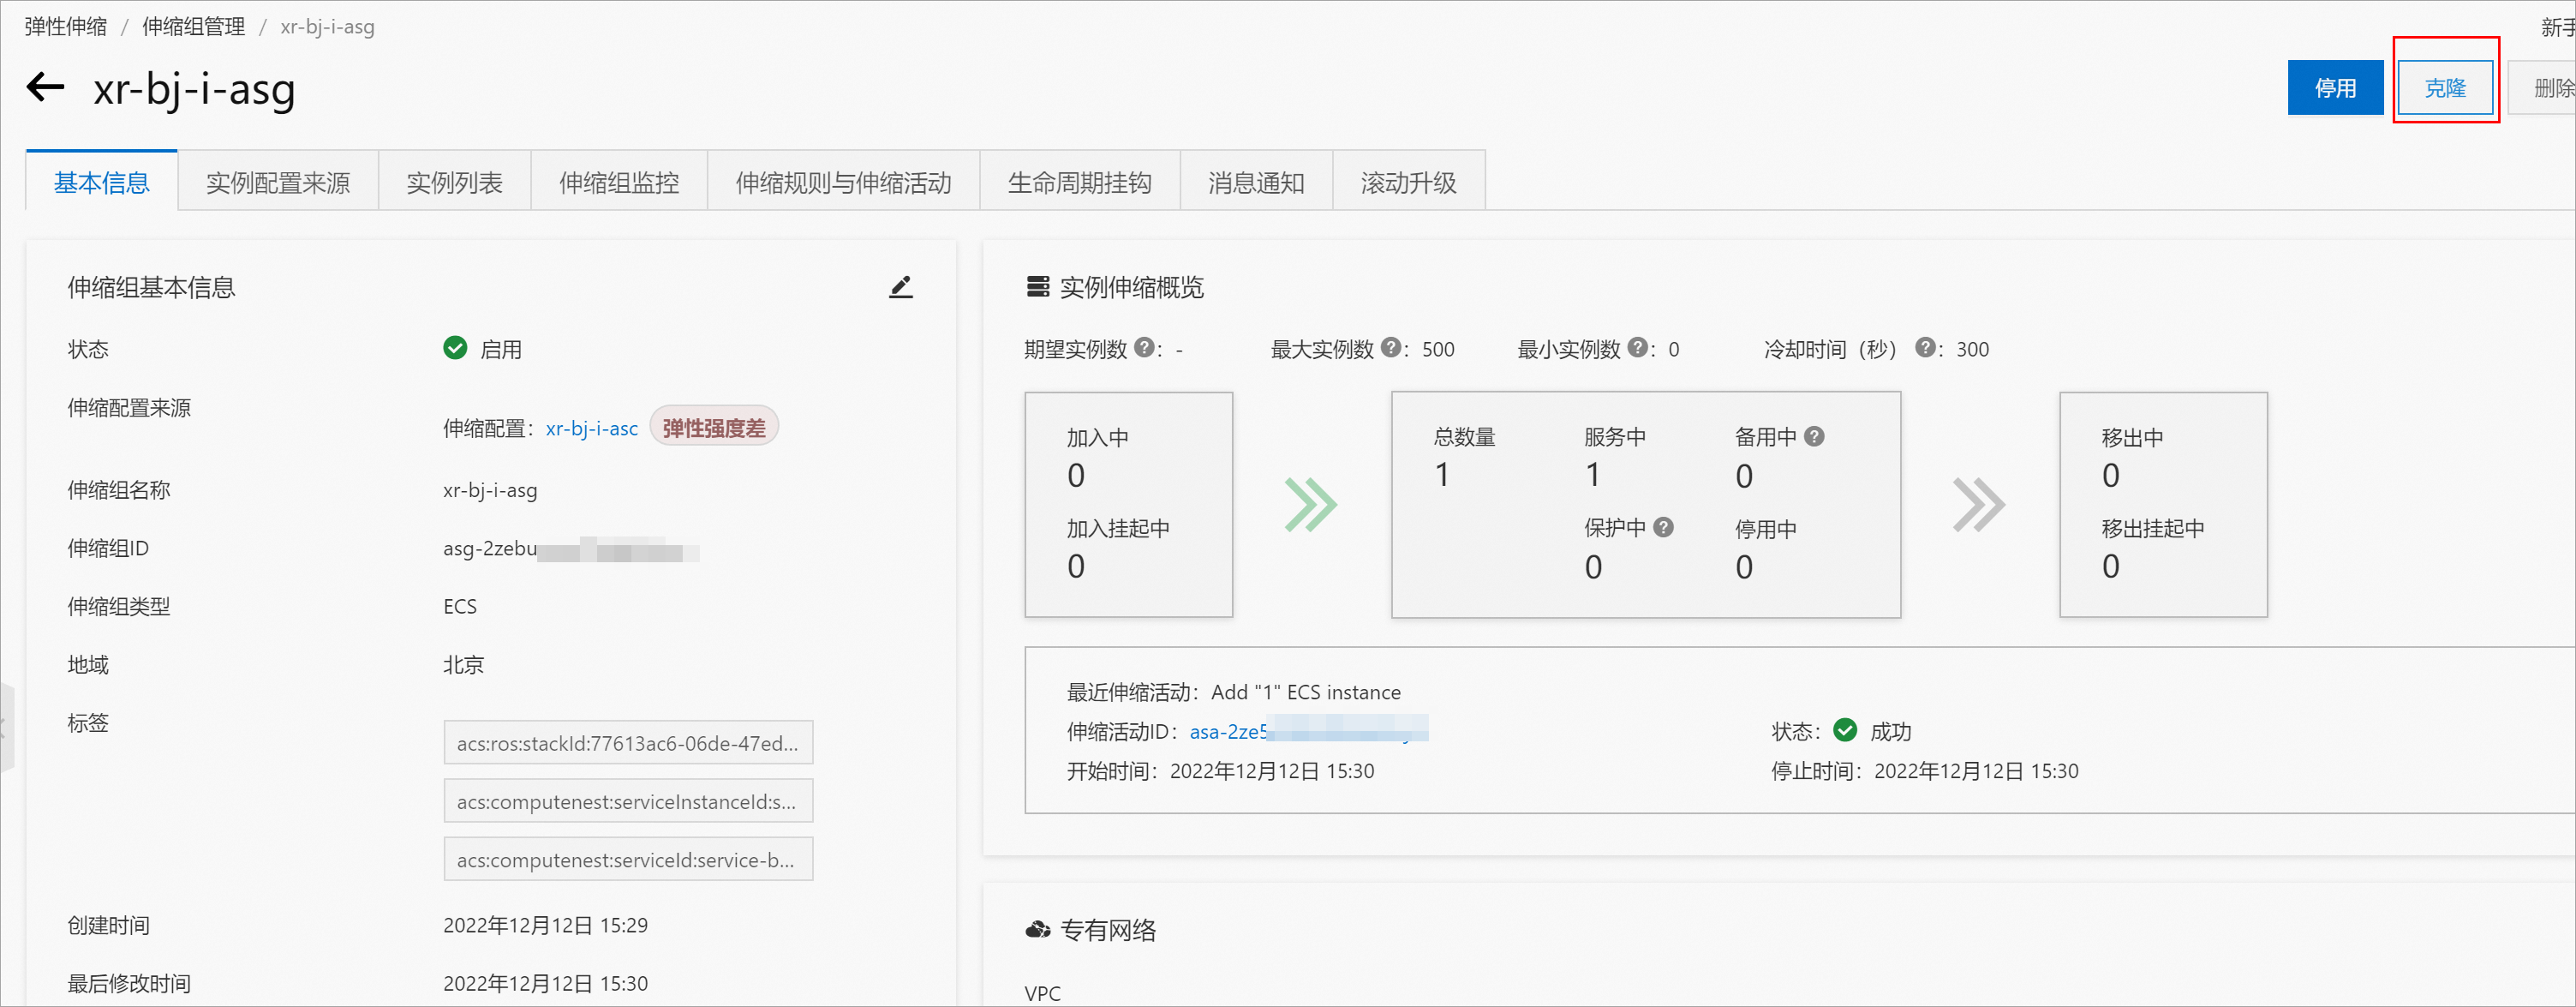 弹性伸缩 / 伸缩组管理 / xr-bj-i-asg
新手
xr-bj-i-asg
停用 克隆 删除
基本信息 实例配置来源 实例列表 伸缩组监控 伸缩规则与伸缩活动 生命周期挂钩 消息通知 滚动升级
伸缩组基本信息
状态 启用
伸缩配置来源 伸缩配置：xr-bj-i-asc 弹性强度差
伸缩组名称 xr-bj-i-asg
伸缩组ID asg-2zebu
伸缩组类型 ECS
地域 北京
标签 acs:ros:stackId:77613ac6-06de-47ed...
acs:computenest:serviceInstanceId:s...
acs:computenest:serviceId:service-b...
创建时间 2022年12月12日 15:29
最后修改时间 2022年12月12日 15:30
实例伸缩概览
期望实例数 ?：- 最大实例数 ?：500 最小实例数 ?：0 冷却时间（秒） ?：300
加入中
0
加入挂起中
0
总数量 服务中 备用中 ?
1 1 0
保护中 ? 停用中
0 0
移出中
0
移出挂起中
0
最近伸缩活动：Add "1" ECS instance
伸缩活动ID：asa-2ze5 状态：成功
开始时间：2022年12月12日 15:30 停止时间：2022年12月12日 15:30
专有网络
VPC